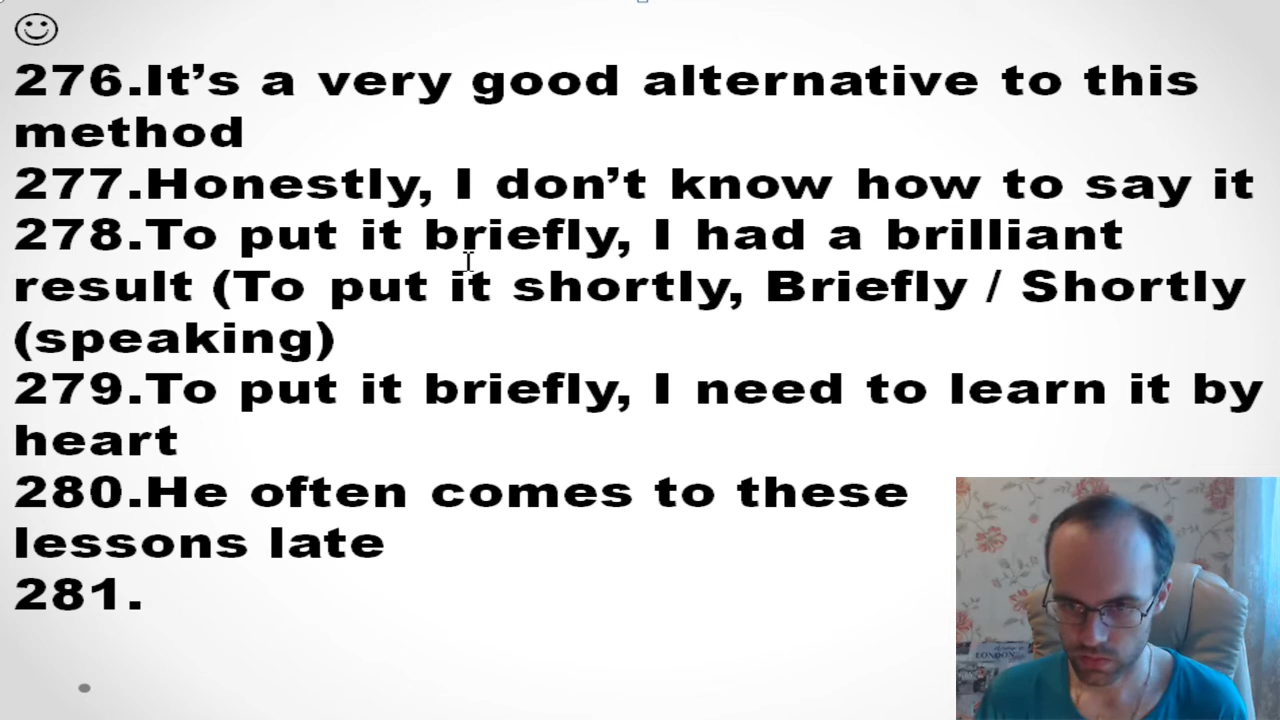 276.It’s a very good alternative to this
method
277.Honestly, I don’t know how to say it
278.To put it briefly, I had a brilliant
result (To put it shortly, Briefly / Shortly
(speaking)
279.To put it briefly, I need to learn it by
heart
280.He often comes to these
lessons late
281.
LONDON